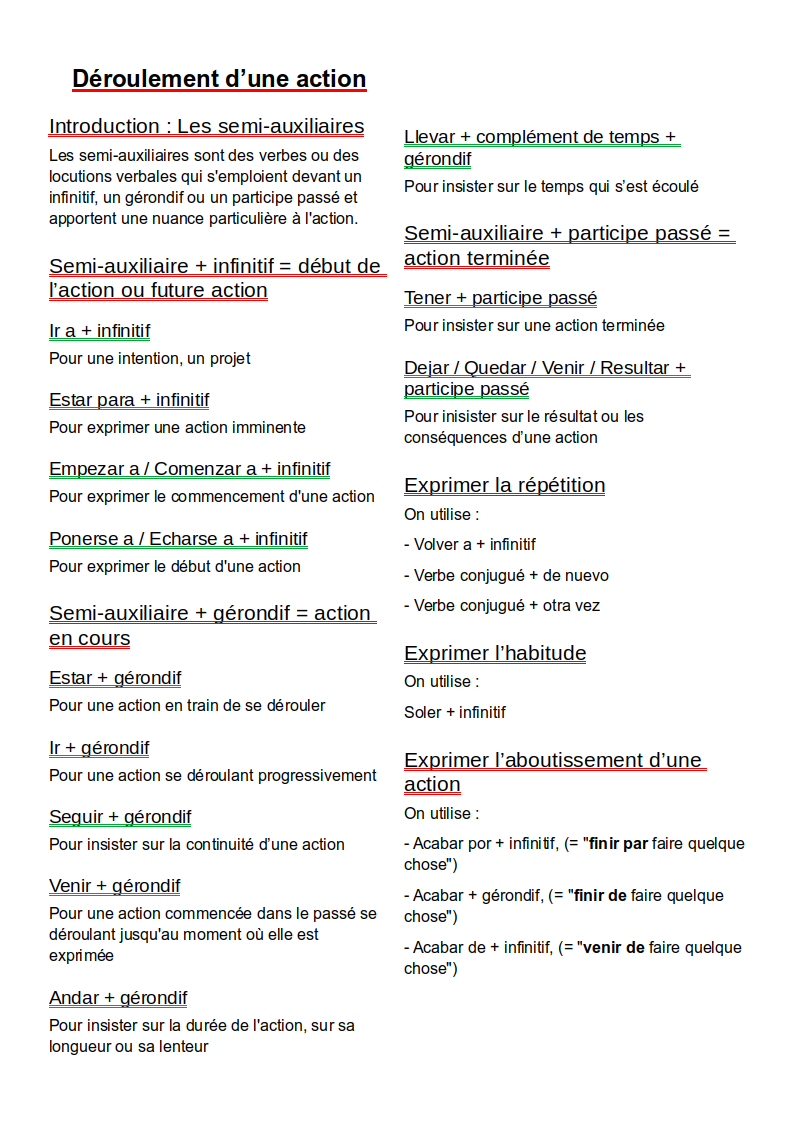 Déroulement d’une action
Introduction : Les semi-auxiliaires
Les semi-auxiliaires sont des verbes ou des
locutions verbales qui s'emploient devant un
infinitif, un gérondif ou un participe passé et
apportent une nuance particulière à l'action.
Semi-auxiliaire + infinitif = début de
l’action ou future action
Ir a + infinitif
Pour une intention, un projet
Estar para + infinitif
Pour exprimer une action imminente
Empezar a / Comenzar a + infinitif
Pour exprimer le commencement d'une action
Ponerse a / Echarse a + infinitif
Pour exprimer le début d'une action
Semi-auxiliaire + gérondif = action
en cours
Estar + gérondif
Pour une action en train de se dérouler
Ir + gérondif
Pour une action se déroulant progressivement
Seguir + gérondif
Pour insister sur la continuité d’une action
Venir + gérondif
Pour une action commencée dans le passé se
déroulant jusqu'au moment où elle est
exprimée
Andar + gérondif
Pour insister sur la durée de l'action, sur sa
longueur ou sa lenteur
Llevar + complément de temps +
gérondif
Pour insister sur le temps qui s’est écoulé
Semi-auxiliaire + participe passé =
action terminée
Tener + participe passé
Pour insister sur une action terminée
Dejar / Quedar / Venir / Resultar +
participe passé
Pour inisister sur le résultat ou les
conséquences d’une action
Exprimer la répétition
On utilise :
- Volver a + infinitif
- Verbe conjugué + de nuevo
- Verbe conjugué + otra vez
Exprimer l’habitude
On utilise :
Soler + infinitif
Exprimer l’aboutissement d’une
action
On utilise :
- Acabar por + infinitif, (= "finir par faire quelque
chose")
- Acabar + gérondif, (= "finir de faire quelque
chose")
- Acabar de + infinitif, (= "venir de faire quelque
chose")